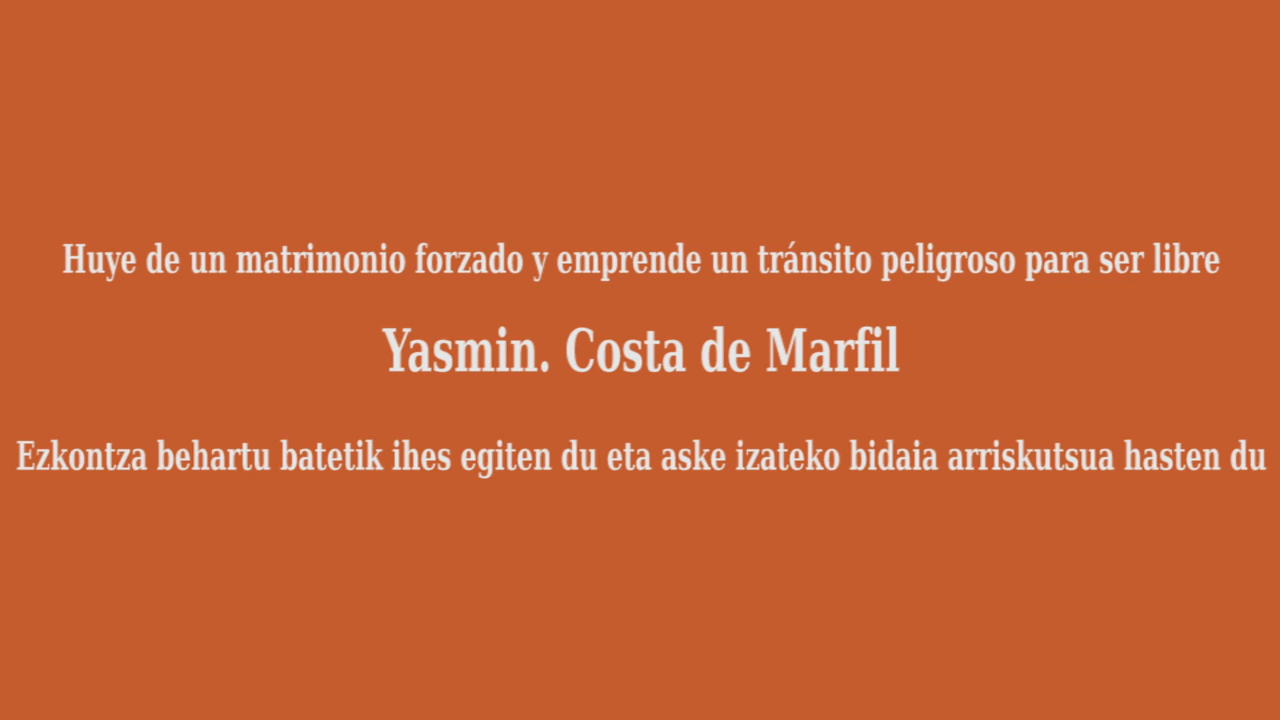 Huye de un matrimonio forzado y emprende un tránsito peligroso para ser libre
Yasmin. Costa de Marfil
Ezkontza behartu batetik ihes egiten du eta aske izateko bidaia arriskutsua hasten du